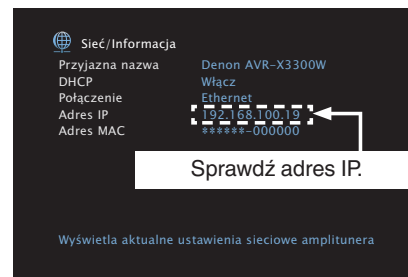 Sieć/Informacja
Przyjazna nazwa Denon AVR-X3300W
DHCP Włącz
Połączenie Ethernet
Adres IP 192.168.100.19
Adres MAC ******-000000
Sprawdź adres IP.
Wyświetla aktualne ustawienia sieciowe amplitunera